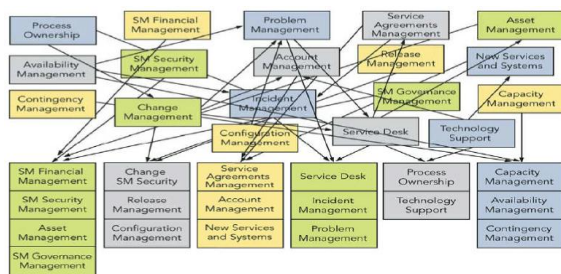 Process Ownership
SM Financial
Management
Problem
Management
Service
Agreements
Management
Asset
Management
Availability
Management
SM Security
Management
Account
Management
Release
Management
New Services
and Systems
Contingency
Management
Change
Management
Incident
Management
SM Governance
Management
Capacity
Management
Configuration
Management
Service Desk
Technology
Support
SM Financial
Management
SM Security
Management
Asset
Management
SM Governance
Management
Change
SM Security
Release
Management
Configuration
Management
Service
Agreements
Management
Account
Management
New Services
and Systems
Service Desk
Incident
Management
Problem
Management
Process
Ownership
Technology
Support
Capacity
Management
Availability
Management
Contingency
Management